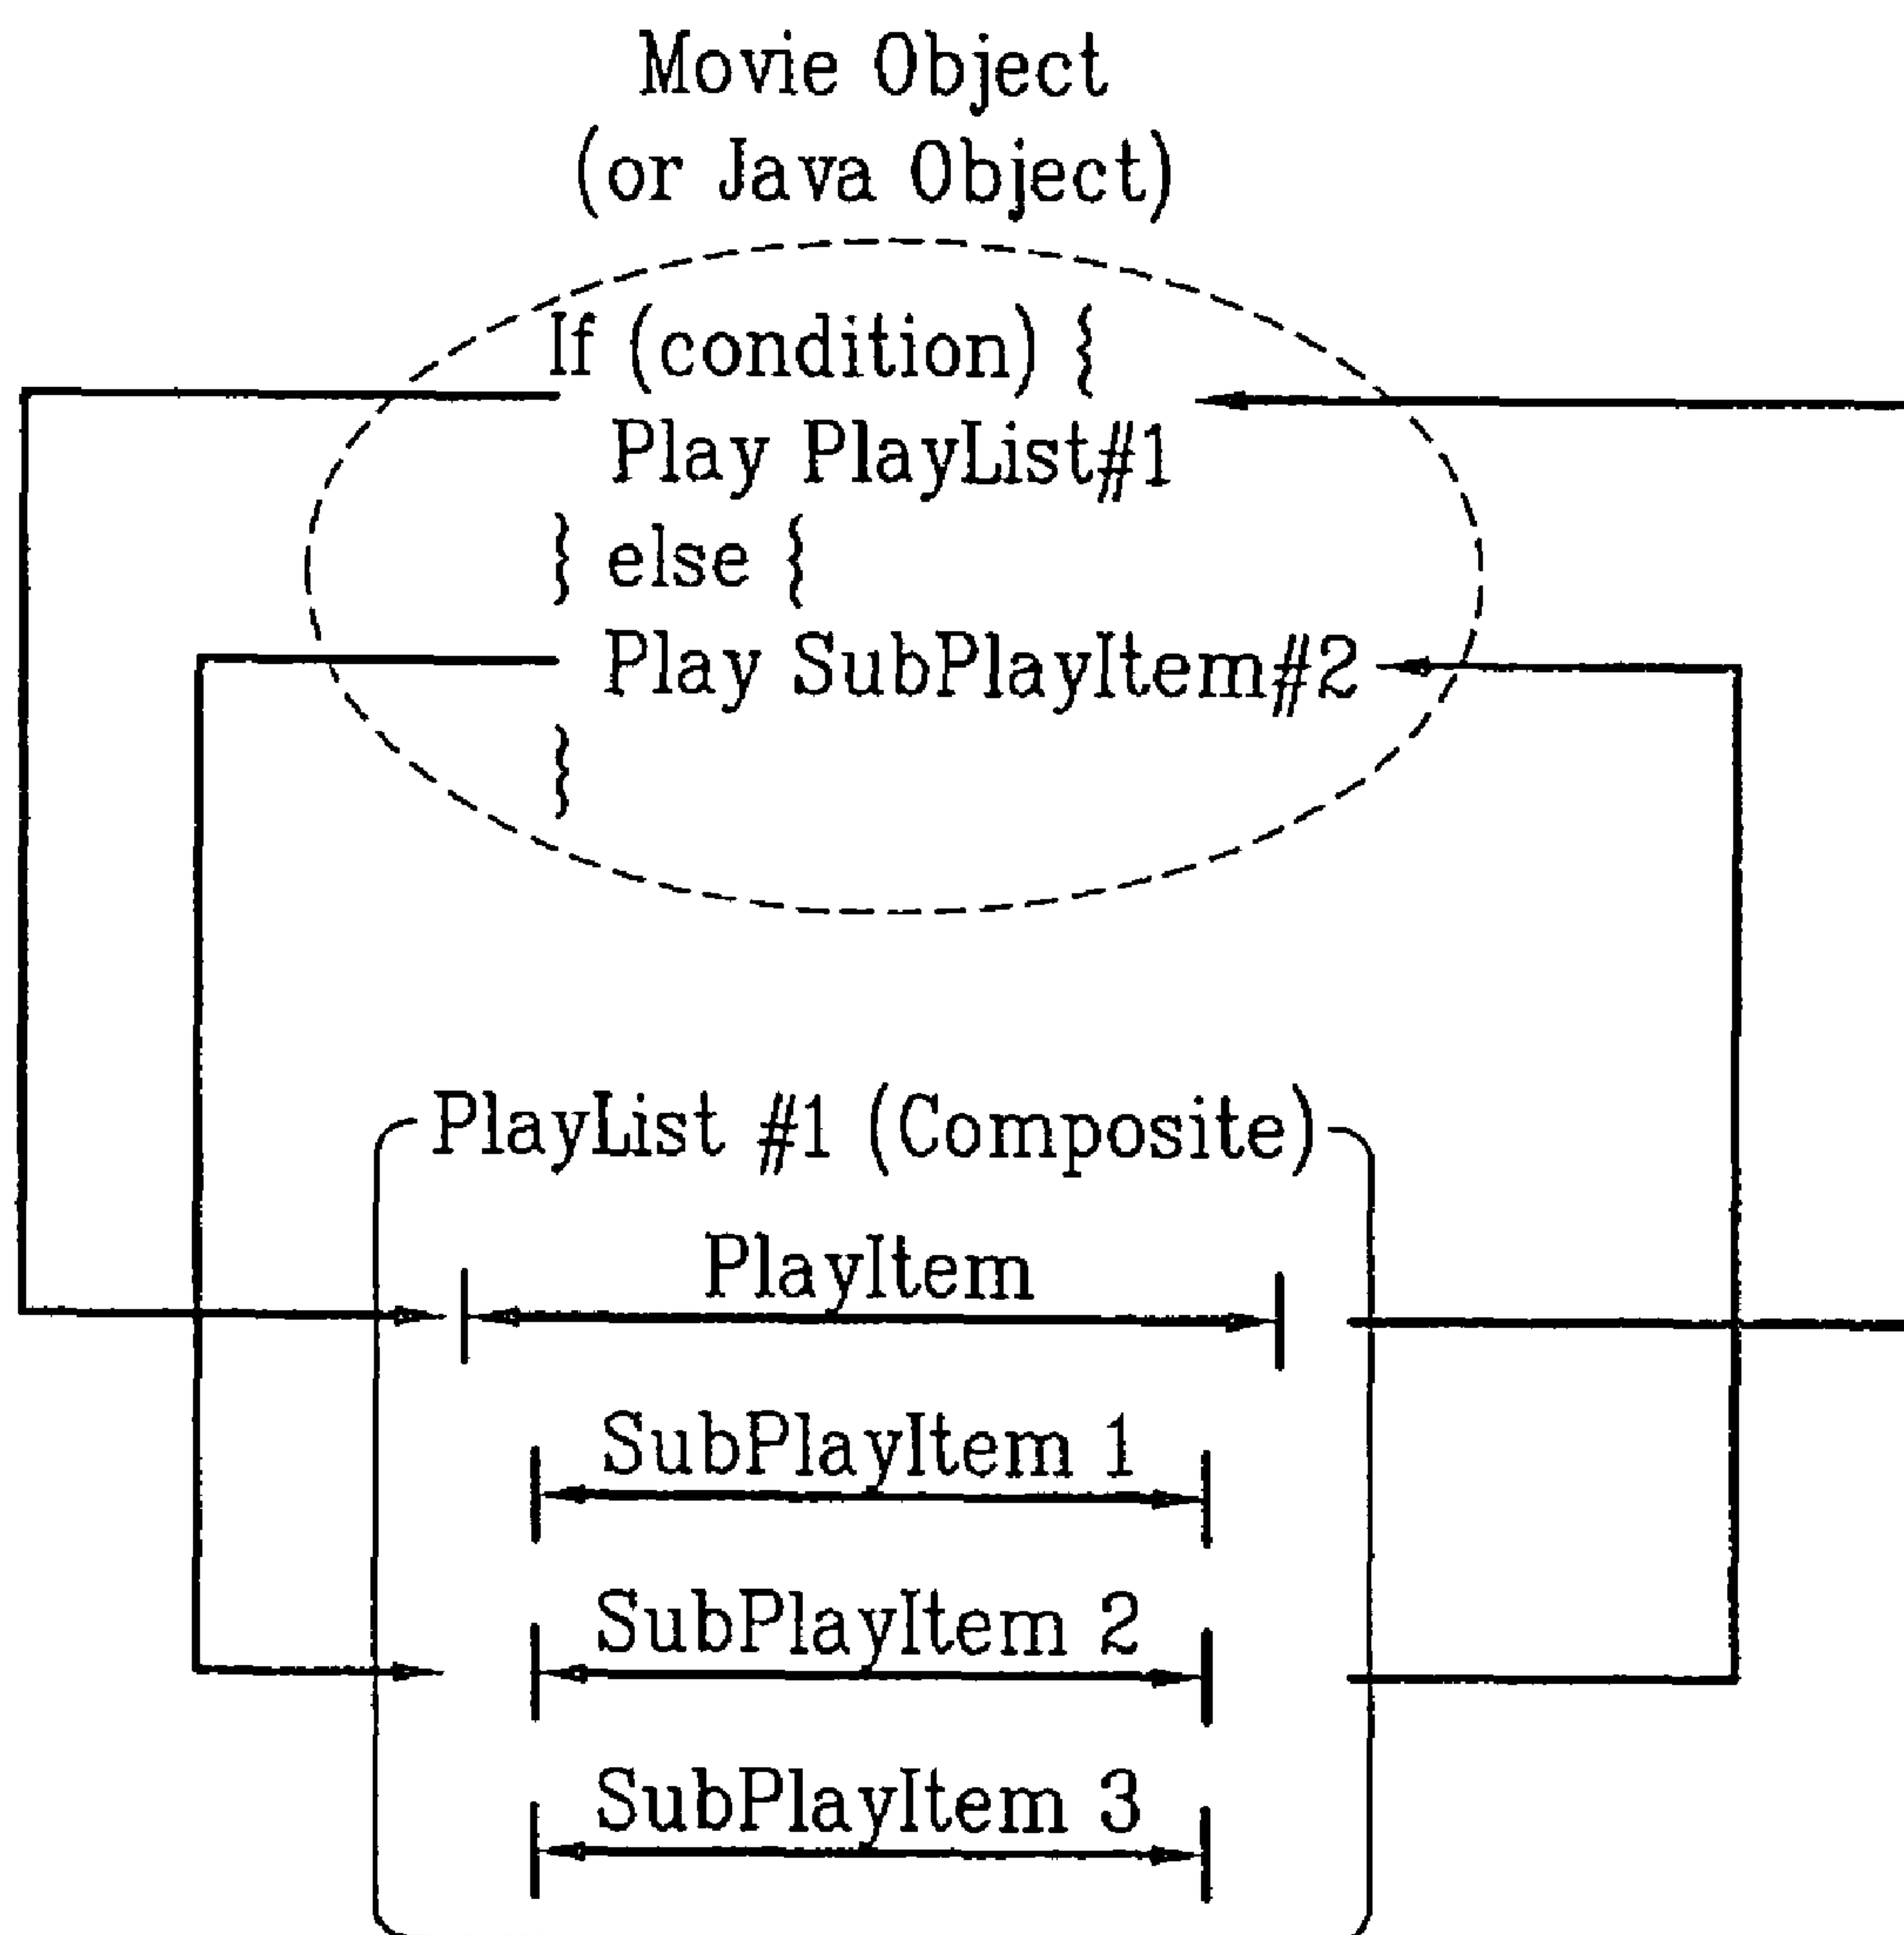 Movie Object
(or Java Object)
If (condition) {
Play PlayList#1
} else {
Play SubPlayItem#2
}
PlayList #1 (Composite)
PlayItem
SubPlayItem 1
SubPlayItem 2
SubPlayItem 3